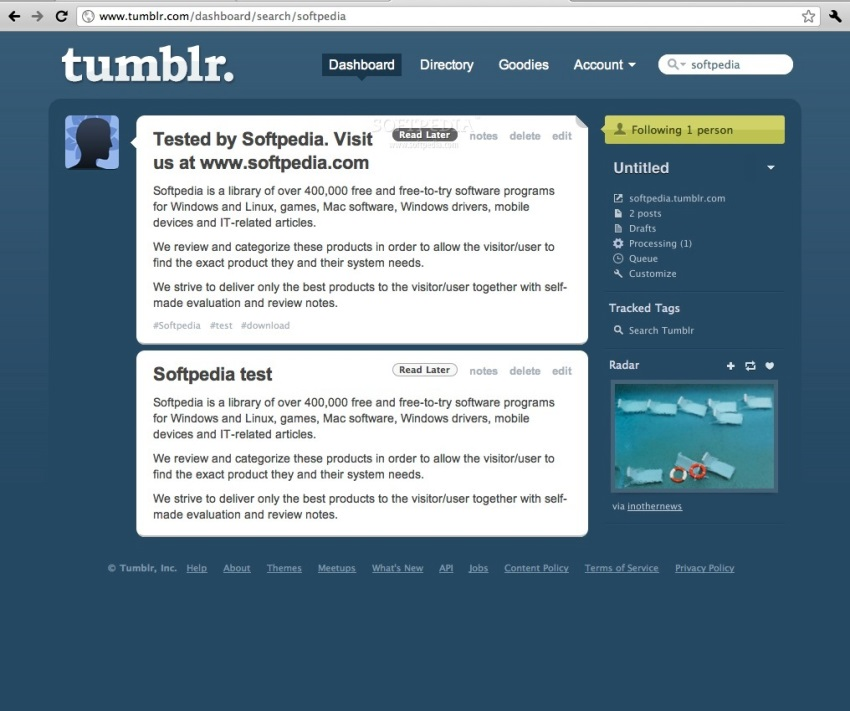 www.tumblr.com/dashboard/search/softpedia
tumblr.
Dashboard
Directory
Goodies
Account
softpedia
SOFTPEDIA
www.softpedia.com
Tested by Softpedia. Visit
us at www.softpedia.com
Read Later notes delete edit
Softpedia is a library of over 400,000 free and free-to-try software programs
for Windows and Linux, games, Mac software, Windows drivers, mobile
devices and IT-related articles.
We review and categorize these products in order to allow the visitor/user to
find the exact product they and their system needs.
We strive to deliver only the best products to the visitor/user together with self-
made evaluation and review notes.
#Softpedia #test #download
Softpedia test
Read Later notes delete edit
Softpedia is a library of over 400,000 free and free-to-try software programs
for Windows and Linux, games, Mac software, Windows drivers, mobile
devices and IT-related articles.
We review and categorize these products in order to allow the visitor/user to
find the exact product they and their system needs.
We strive to deliver only the best products to the visitor/user together with self-
made evaluation and review notes.
Following 1 person
Untitled
softpedia.tumblr.com
2 posts
Drafts
Processing (1)
Queue
Customize
Tracked Tags
Search Tumblr
Radar
via inothernews
© Tumblr, Inc. Help About Themes Meetups What's New API Jobs Content Policy Terms of Service Privacy Policy